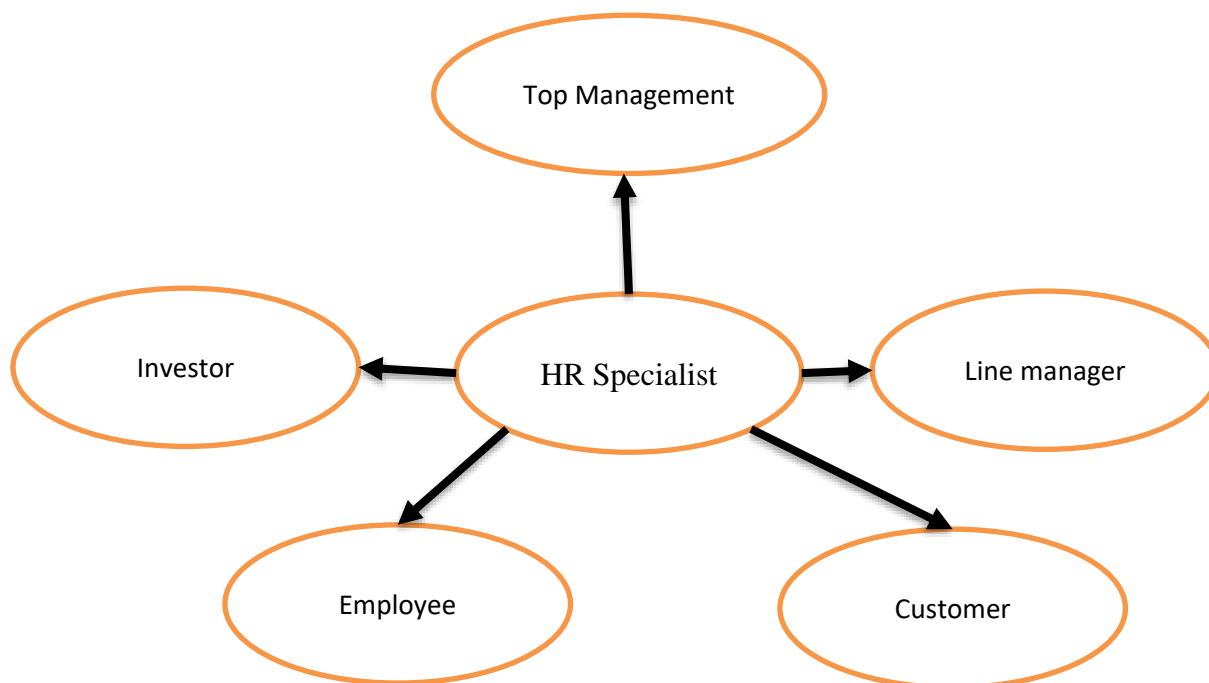 Top Management
Investor
HR Specialist
Line manager
Employee
Customer